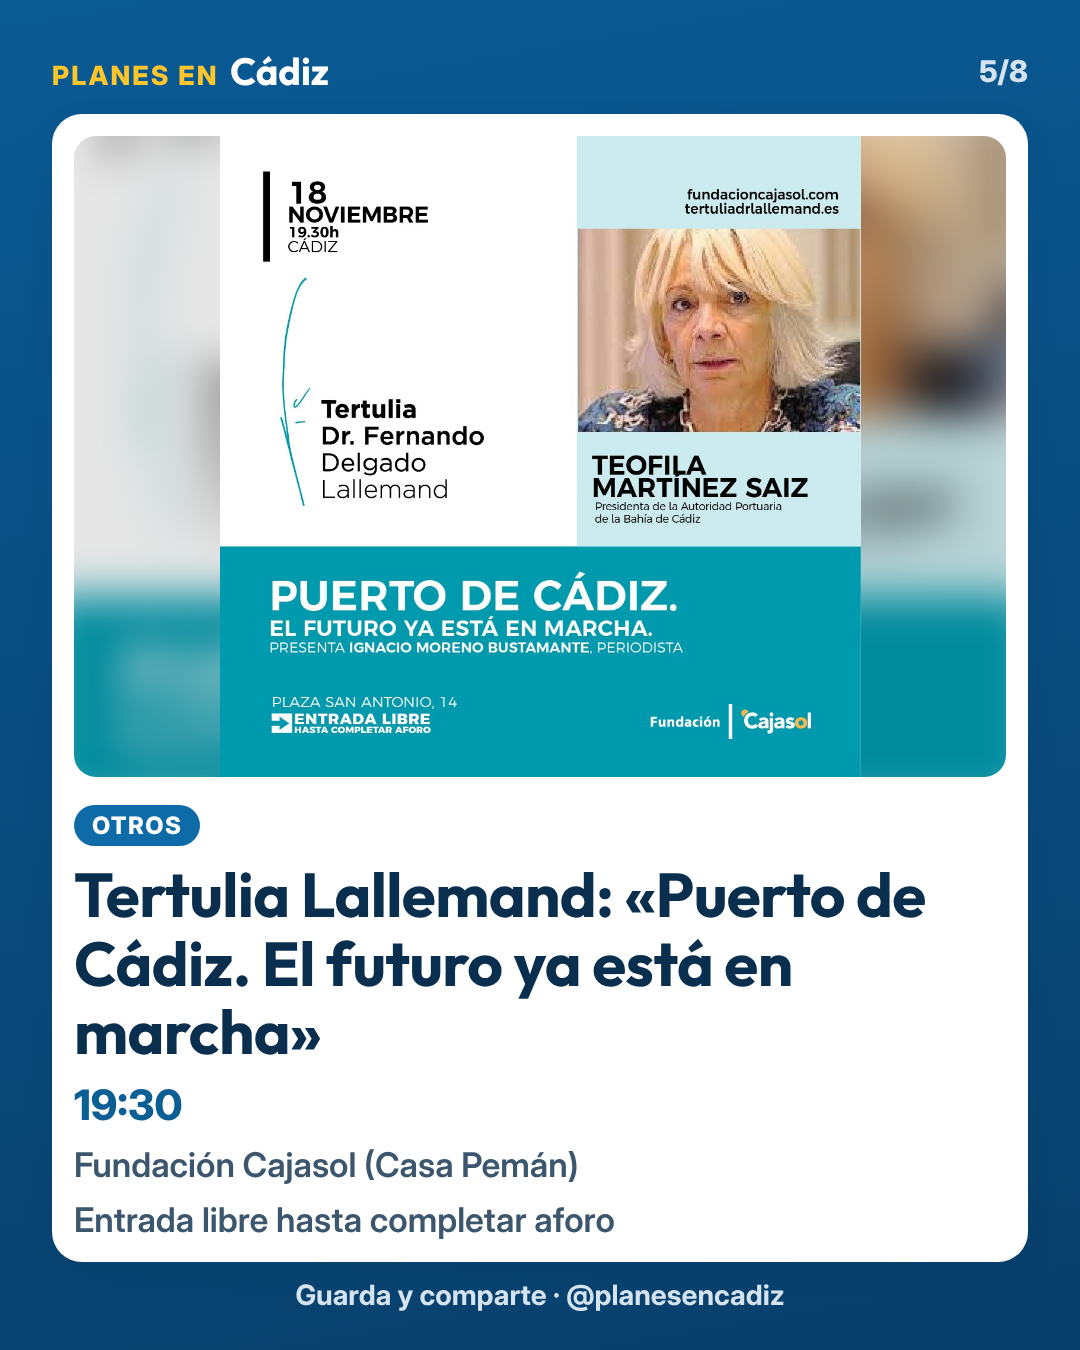 PLANES EN Cádiz
5/8
18
NOVIEMBRE
19.30h
CÁDIZ
fundacioncajasol.com
tertuliadrlallemand.es
Tertulia
Dr. Fernando
Delgado
Lallemand
TEOFILA
MARTÍNEZ SAIZ
Presidenta de la Autoridad Portuaria
de la Bahía de Cádiz
PUERTO DE CÁDIZ.
EL FUTURO YA ESTÁ EN MARCHA.
PRESENTA IGNACIO MORENO BUSTAMANTE, PERIODISTA
PLAZA SAN ANTONIO, 14
ENTRADA LIBRE
HASTA COMPLETAR AFORO
Fundación Cajasol
OTROS
Tertulia Lallemand: «Puerto de
Cádiz. El futuro ya está en
marcha»
19:30
Fundación Cajasol (Casa Pemán)
Entrada libre hasta completar aforo
Guarda y comparte · @planesencadiz